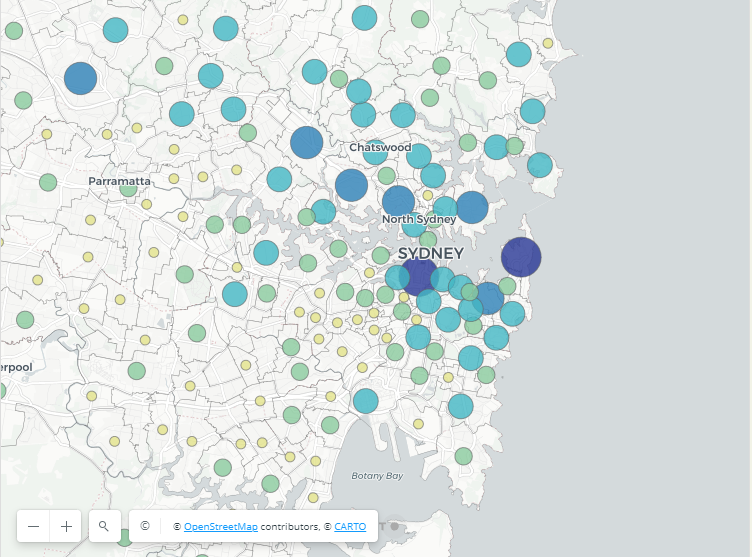 Chatswood
Parramatta
North Sydney
SYDNEY
erpool
Botany Bay
© © OpenStreetMap contributors, © CARTO